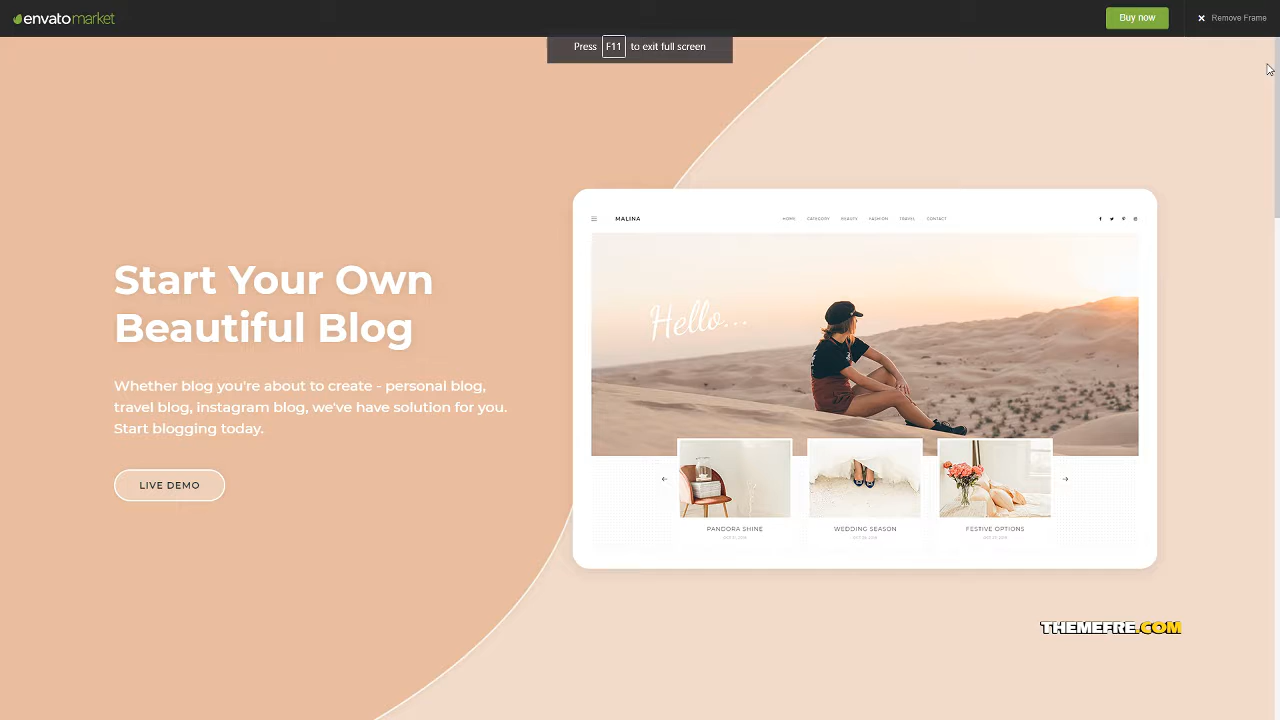 envatomarket
Buy now
Remove Frame
Press F11 to exit full screen
MALINA
HOME CATEGORY BEAUTY FASHION TRAVEL CONTACT
Hello...
Start Your Own
Beautiful Blog
Whether blog you're about to create - personal blog,
travel blog, instagram blog, we've have solution for you.
Start blogging today.
LIVE DEMO
PANDORA SHINE
WEDDING SEASON
FESTIVE OPTIONS
THEMEFRE.COM